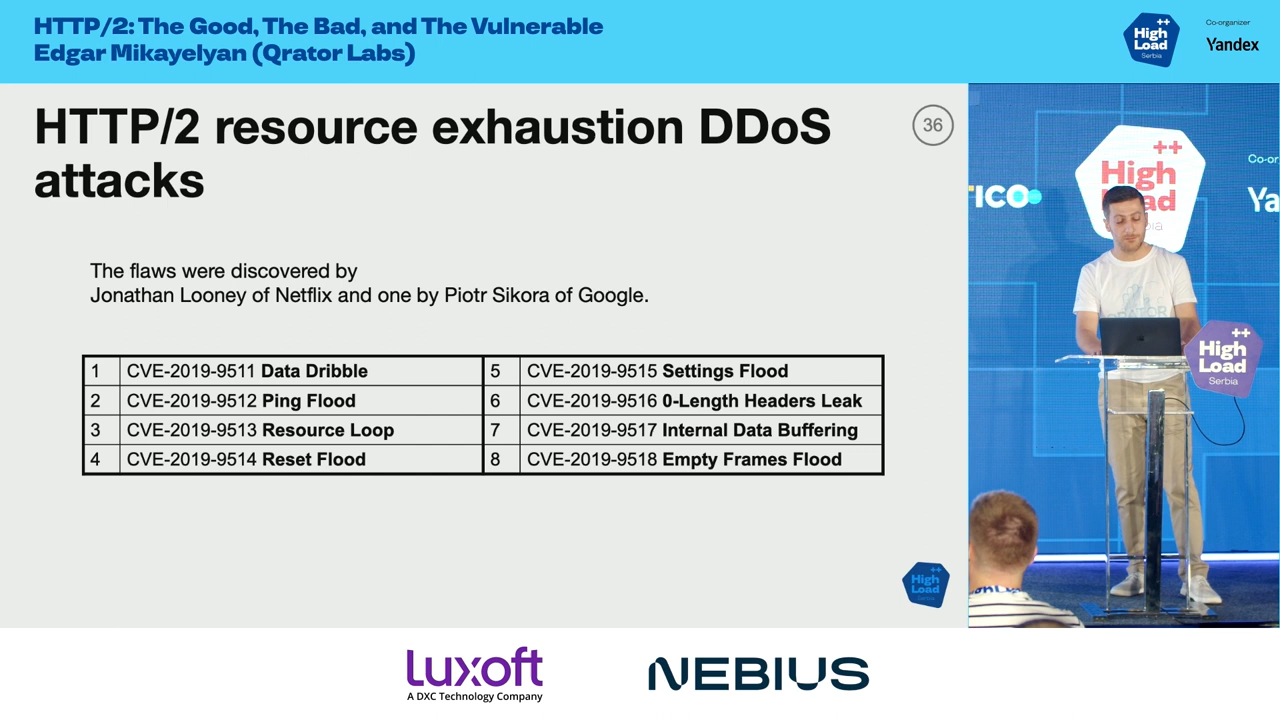 HTTP/2: The Good, The Bad, and The Vulnerable
Edgar Mikayelyan (Qrator Labs)
++
High
Load
Serbia
Co-organizer
Yandex
HTTP/2 resource exhaustion DDoS
attacks
36
The flaws were discovered by
Jonathan Looney of Netflix and one by Piotr Sikora of Google.
1 CVE-2019-9511 Data Dribble 5 CVE-2019-9515 Settings Flood
2 CVE-2019-9512 Ping Flood 6 CVE-2019-9516 0-Length Headers Leak
3 CVE-2019-9513 Resource Loop 7 CVE-2019-9517 Internal Data Buffering
4 CVE-2019-9514 Reset Flood 8 CVE-2019-9518 Empty Frames Flood
++
High
Load
Serbia
++
High
Co-or
TICO
Ya
++
High
Load
Serbia
Luxoft
A DXC Technology Company
NEBIUS